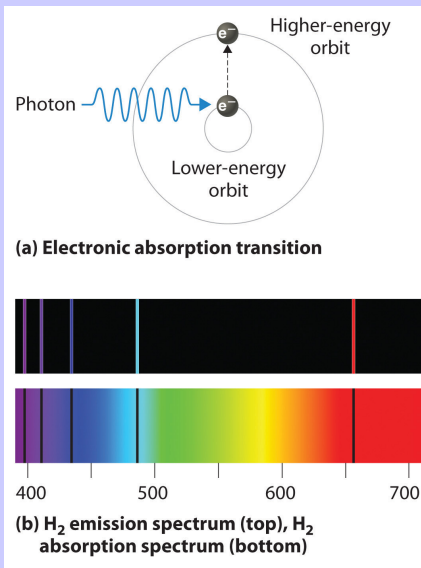 Higher-energy
orbit
e⁻
Photon
e⁻
Lower-energy
orbit
(a) Electronic absorption transition
400 500 600 700
(b) H₂ emission spectrum (top), H₂
absorption spectrum (bottom)